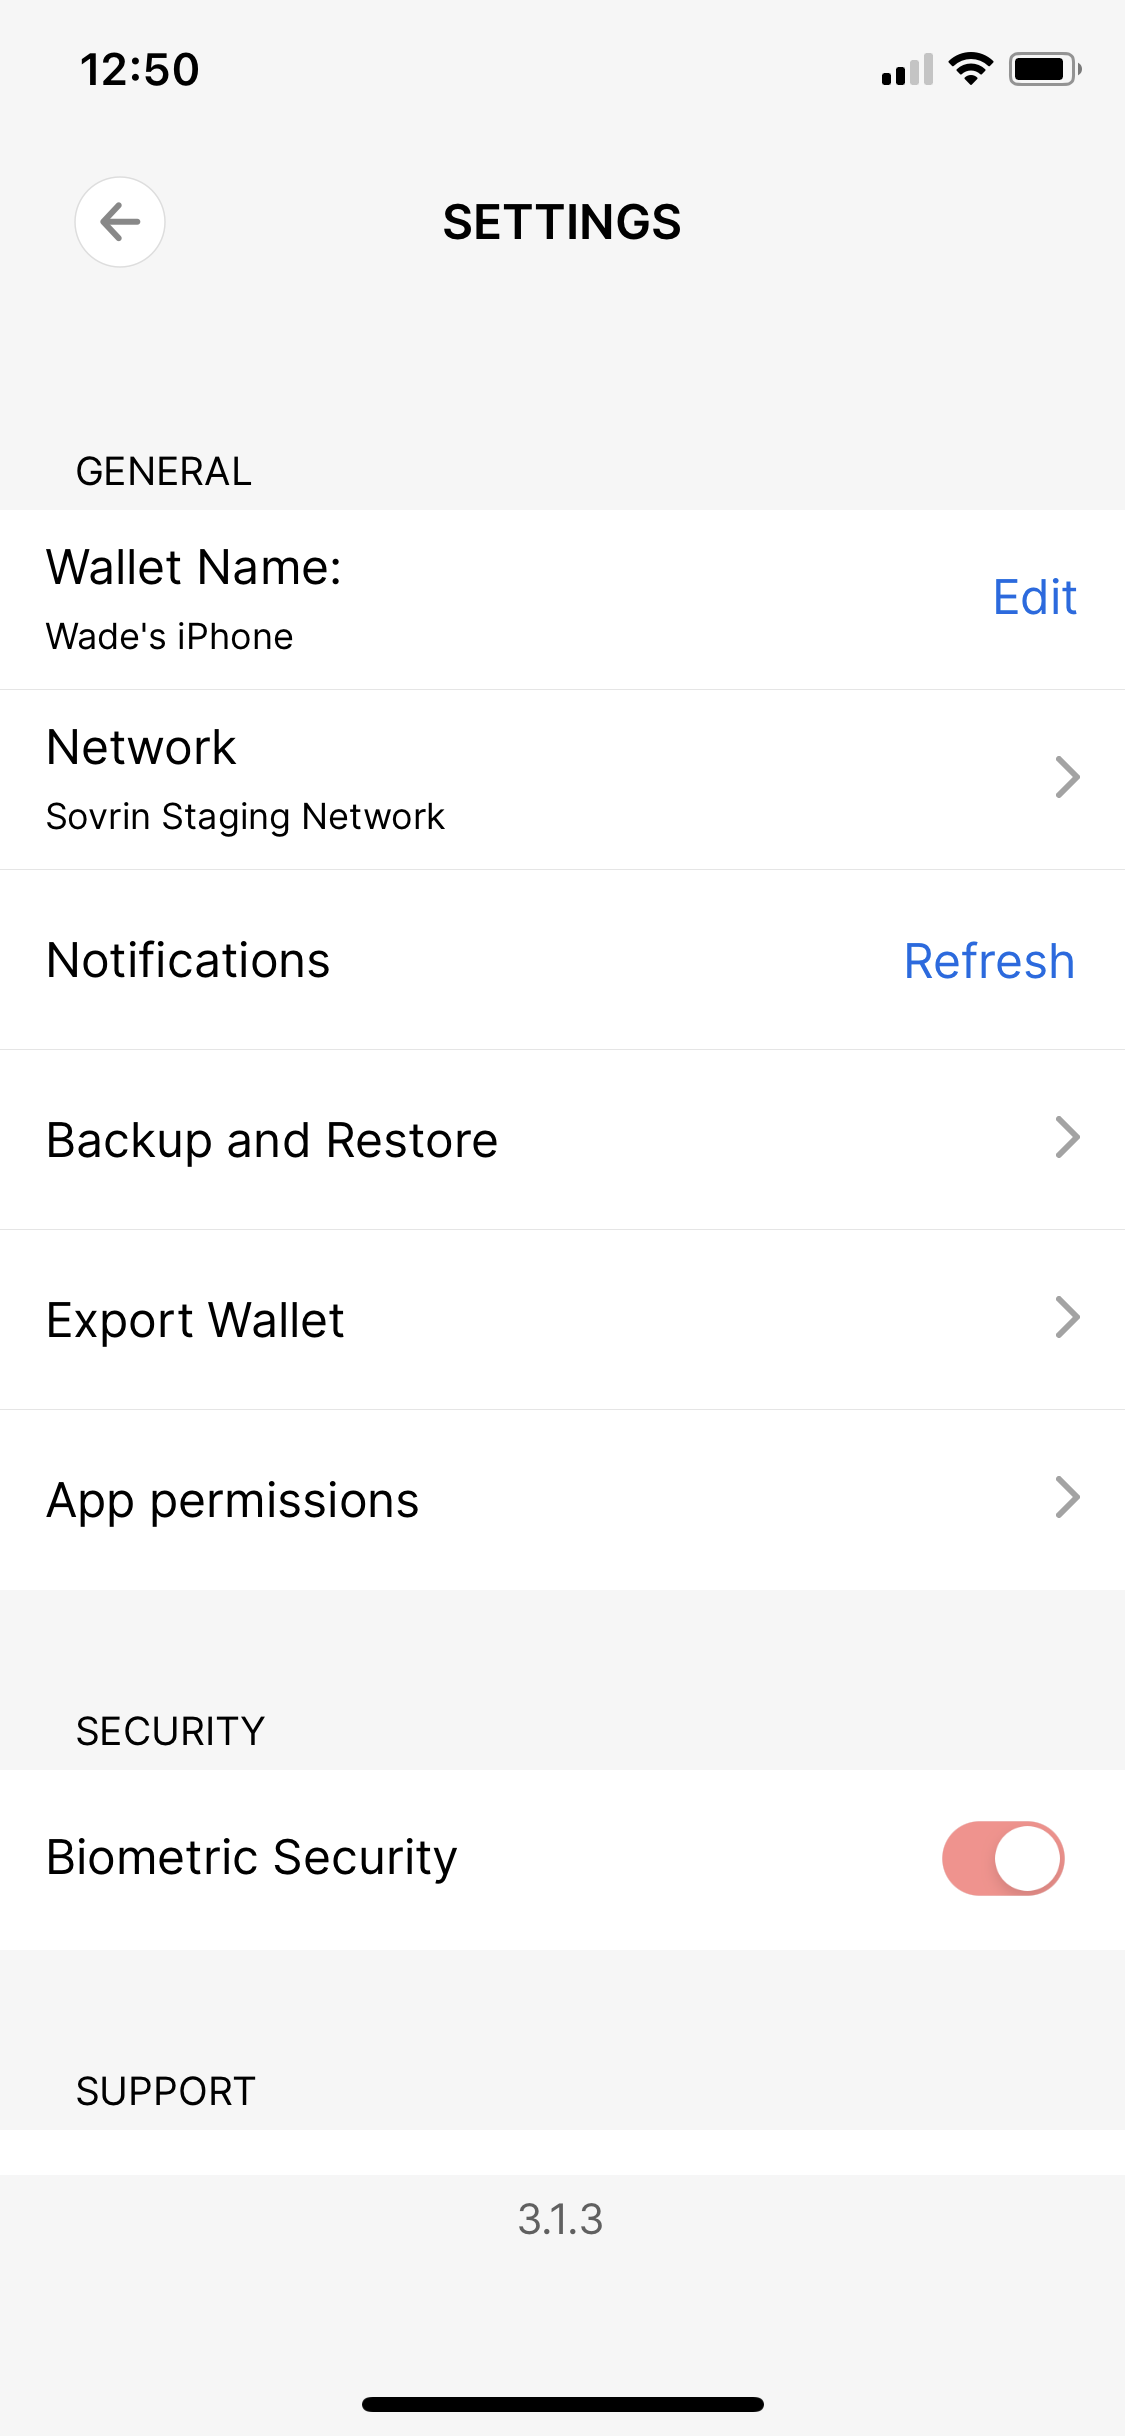 12:50
SETTINGS
GENERAL
Wallet Name:
Wade's iPhone
Edit
Network
Sovrin Staging Network
Notifications
Refresh
Backup and Restore
Export Wallet
App permissions
SECURITY
Biometric Security
SUPPORT
3.1.3